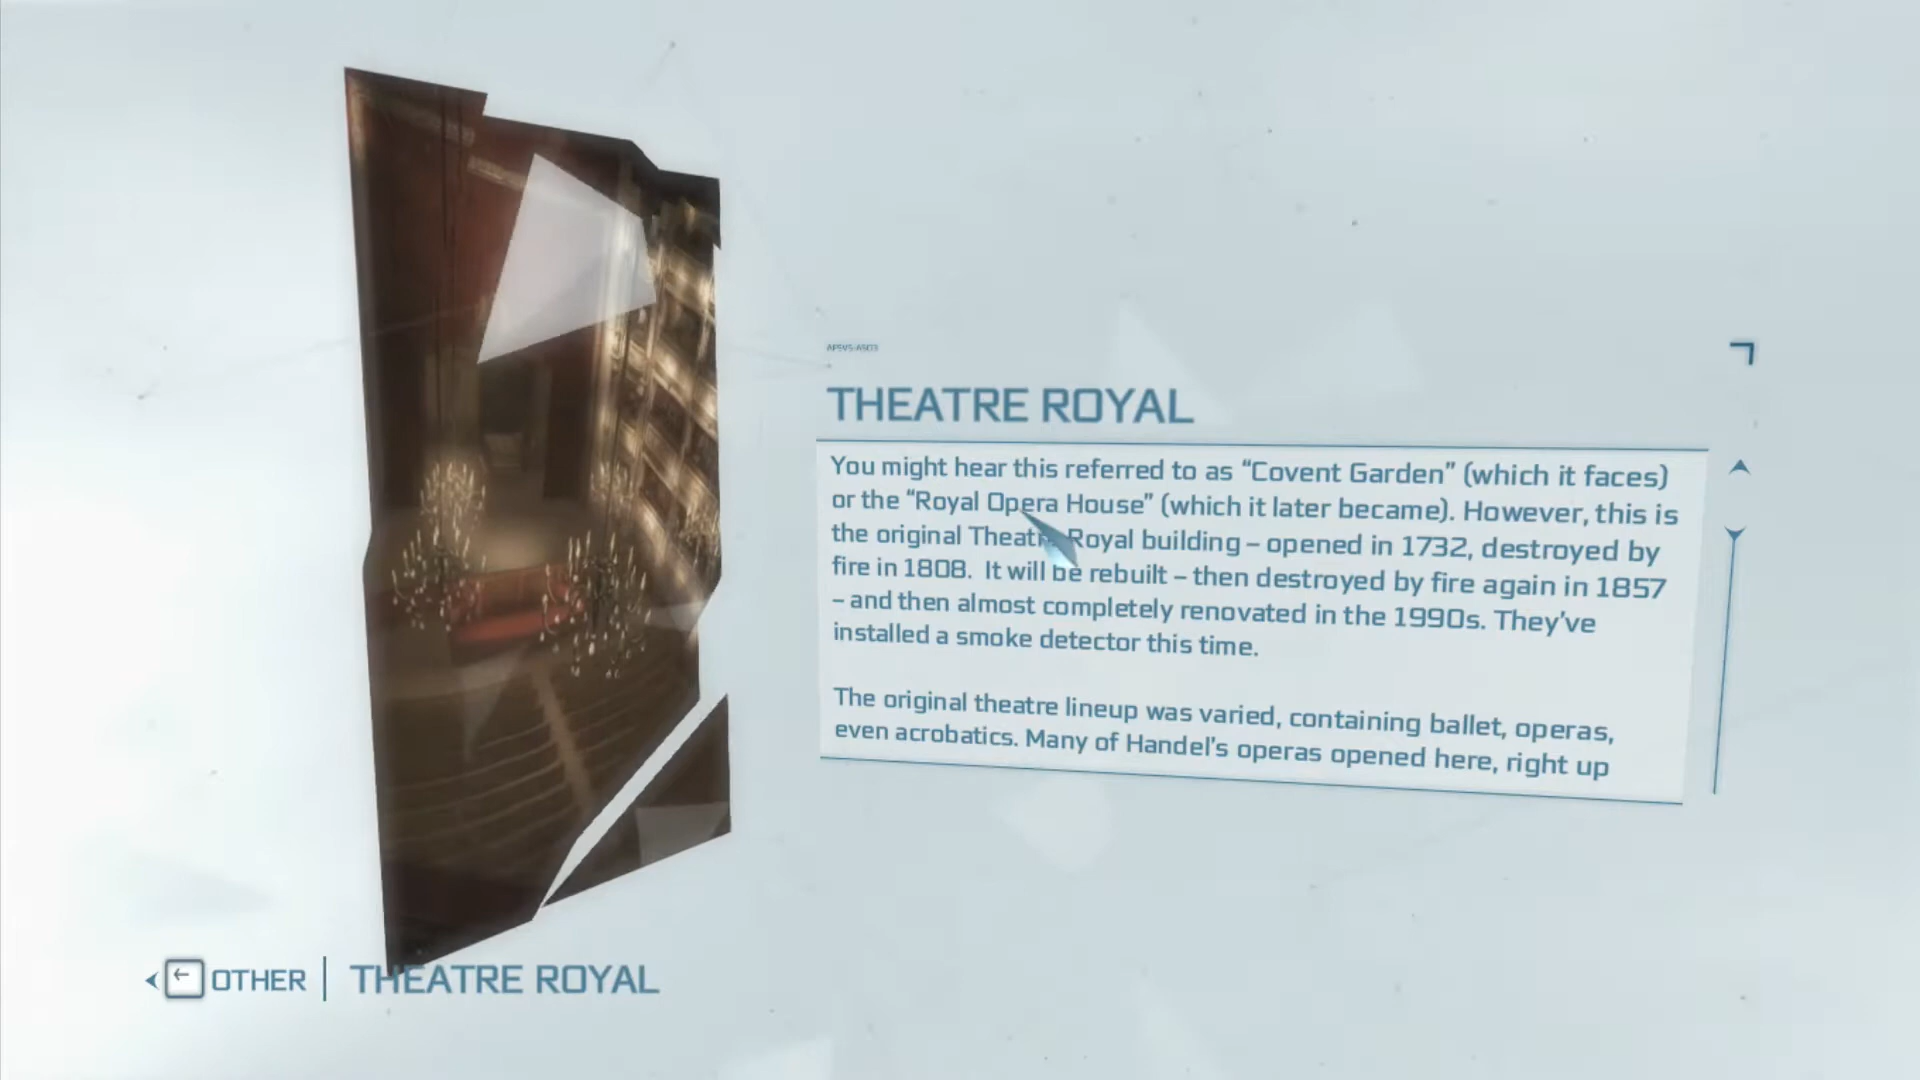 THEATRE ROYAL
You might hear this referred to as “Covent Garden” (which it faces)
or the “Royal Opera House” (which it later became). However, this is
the original Theatre Royal building – opened in 1732, destroyed by
fire in 1808. It will be rebuilt – then destroyed by fire again in 1857
– and then almost completely renovated in the 1990s. They’ve
installed a smoke detector this time.
The original theatre lineup was varied, containing ballet, operas,
even acrobatics. Many of Handel’s operas opened here, right up
OTHER | THEATRE ROYAL